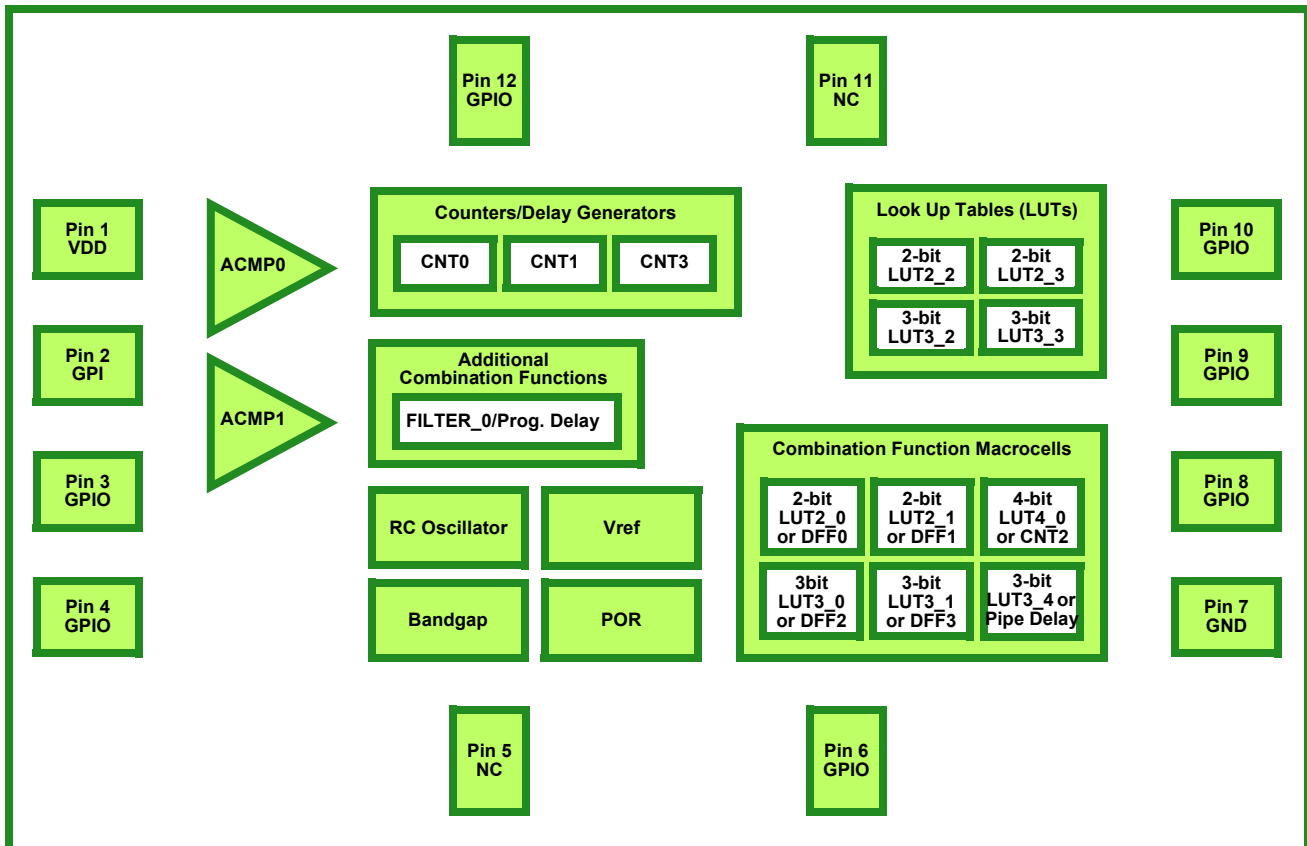 Pin 12
GPIO
Pin 11
NC
Pin 1
VDD
ACMP0
Counters/Delay Generators
CNT0
CNT1
CNT3
Look Up Tables (LUTs)
2-bit
LUT2_2
2-bit
LUT2_3
3-bit
LUT3_2
3-bit
LUT3_3
Pin 10
GPIO
Pin 2
GPI
ACMP1
Additional
Combination Functions
FILTER_0/Prog. Delay
Pin 9
GPIO
Pin 3
GPIO
RC Oscillator
Vref
Combination Function Macrocells
2-bit
LUT2_0
or DFF0
2-bit
LUT2_1
or DFF1
4-bit
LUT4_0
or CNT2
3bit
LUT3_0
or DFF2
3-bit
LUT3_1
or DFF3
3-bit
LUT3_4 or
Pipe Delay
Pin 8
GPIO
Pin 4
GPIO
Bandgap
POR
Pin 7
GND
Pin 5
NC
Pin 6
GPIO